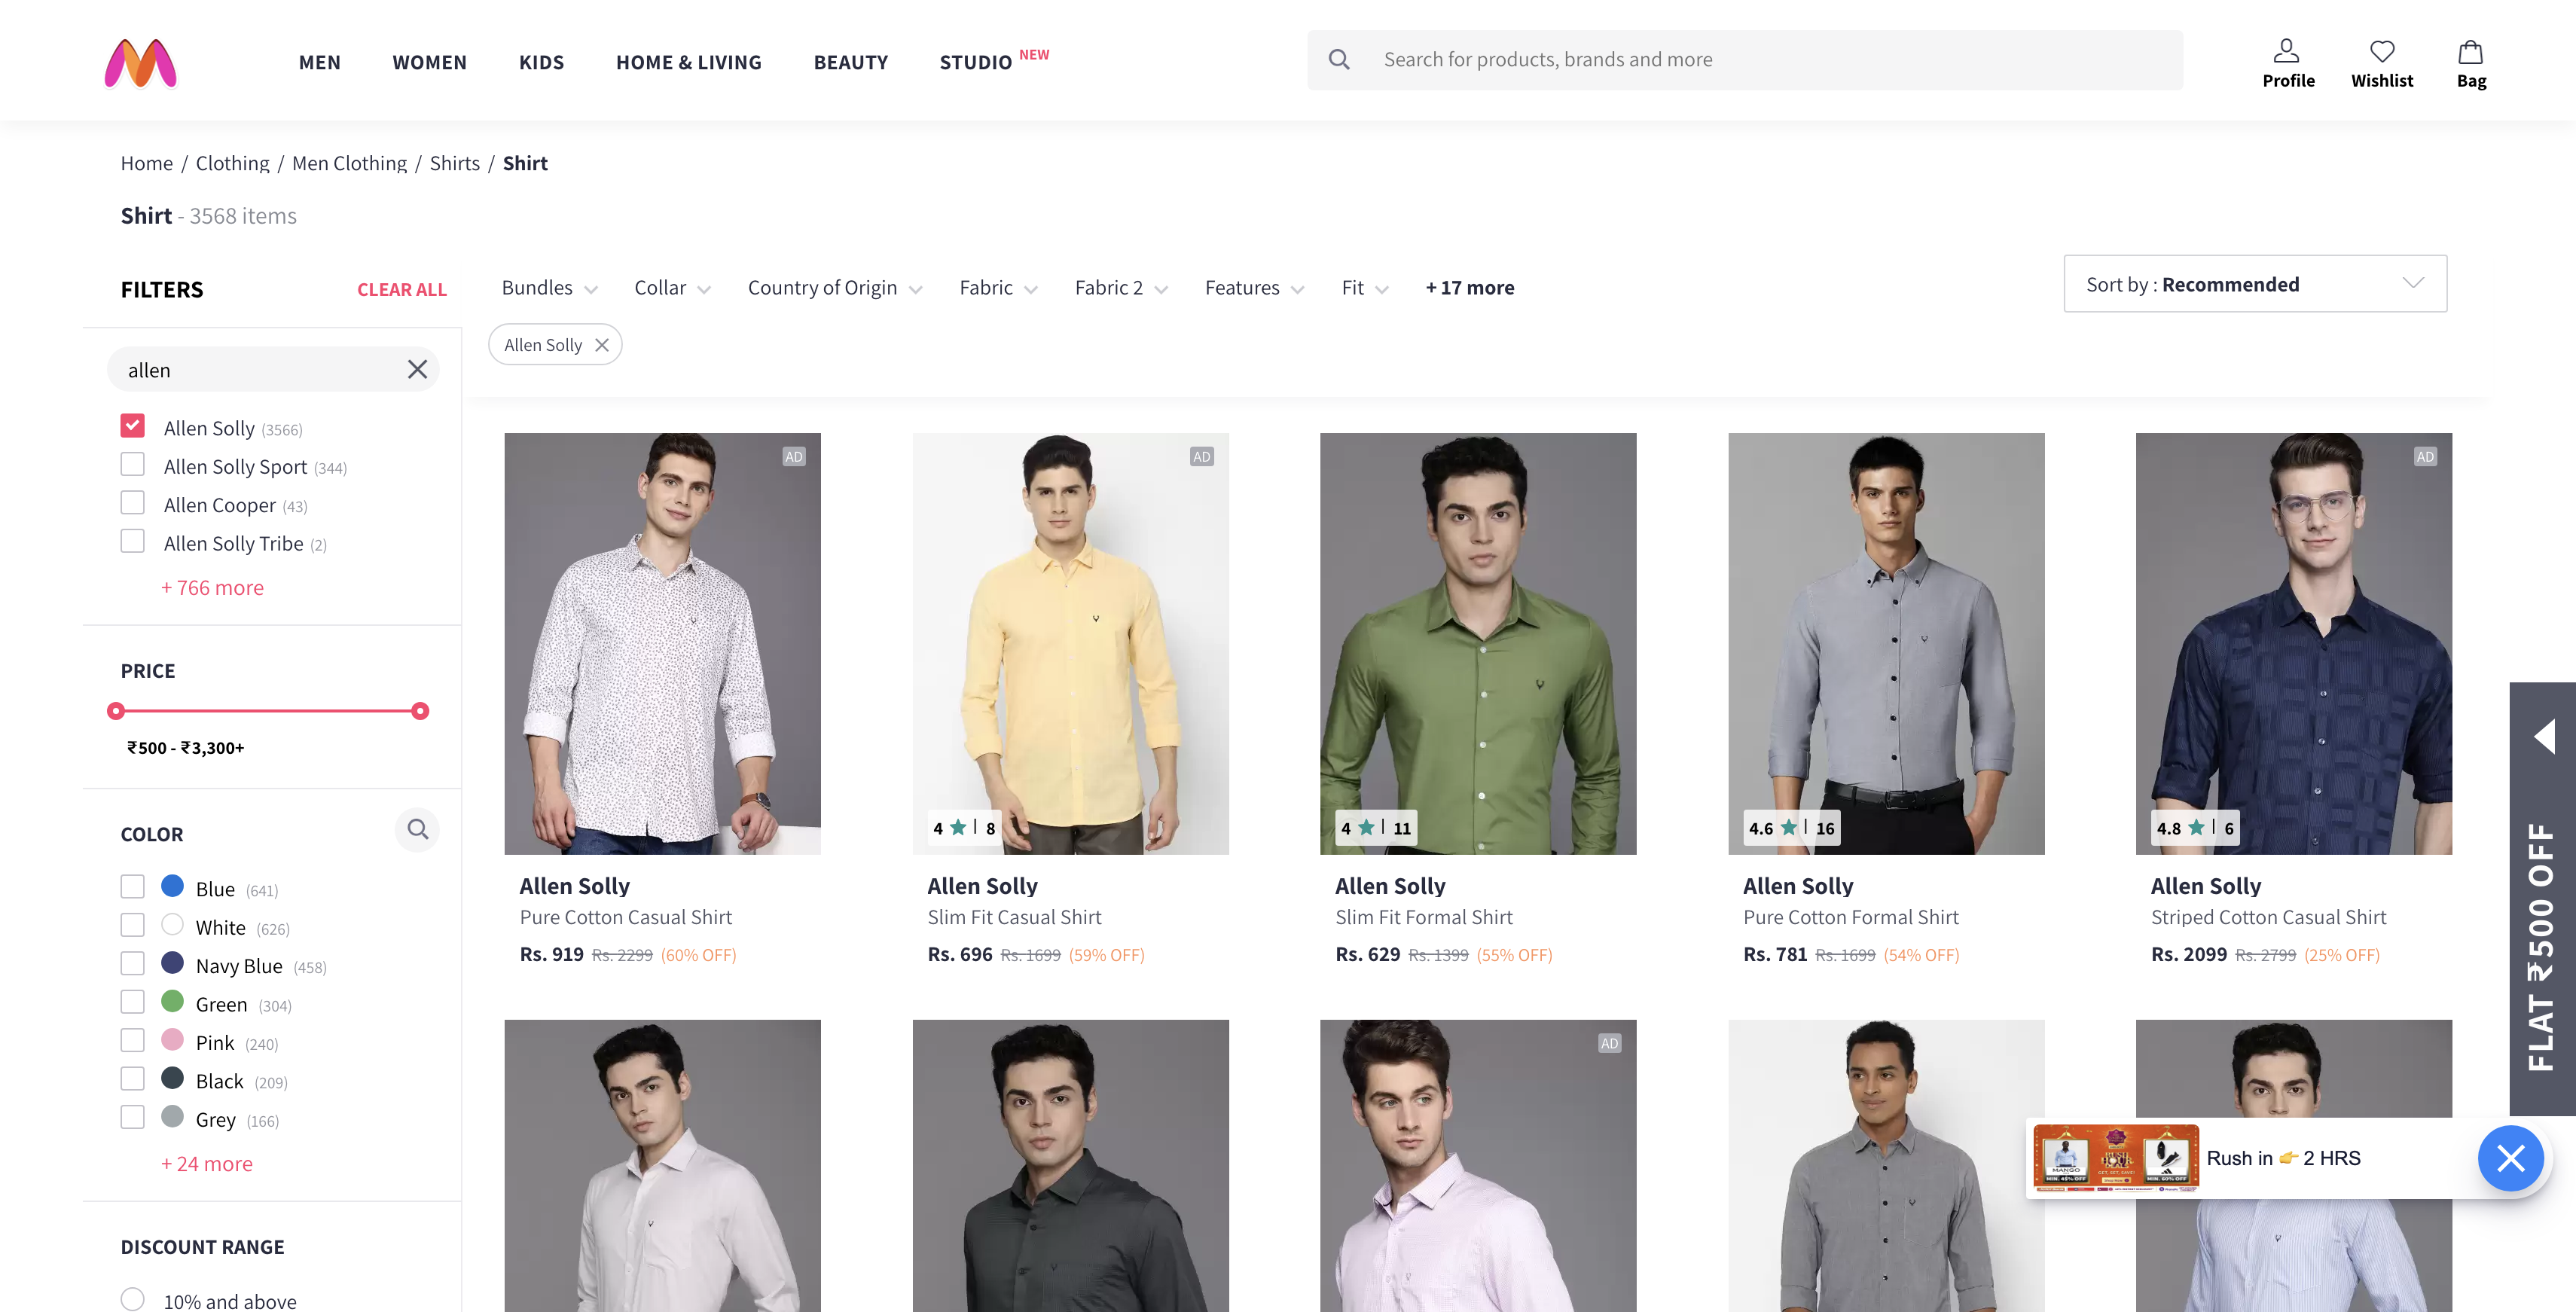 MEN WOMEN KIDS HOME & LIVING BEAUTY STUDIO NEW
Search for products, brands and more
Profile Wishlist Bag
Home / Clothing / Men Clothing / Shirts / Shirt
Shirt - 3568 items
FILTERS CLEAR ALL
Bundles Collar Country of Origin Fabric Fabric 2 Features Fit + 17 more
Sort by : Recommended
Allen Solly
allen
Allen Solly (3566)
Allen Solly Sport (344)
Allen Cooper (43)
Allen Solly Tribe (2)
+ 766 more
PRICE
₹500 - ₹3,300+
COLOR
Blue (641)
White (626)
Navy Blue (458)
Green (304)
Pink (240)
Black (209)
Grey (166)
+ 24 more
DISCOUNT RANGE
10% and above
AD
AD
AD
4 ★ | 8
4 ★ | 11
4.6 ★ | 16
4.8 ★ | 6
Allen Solly
Pure Cotton Casual Shirt
Rs. 919 Rs. 2299 (60% OFF)
Allen Solly
Slim Fit Casual Shirt
Rs. 696 Rs. 1699 (59% OFF)
Allen Solly
Slim Fit Formal Shirt
Rs. 629 Rs. 1399 (55% OFF)
Allen Solly
Pure Cotton Formal Shirt
Rs. 781 Rs. 1699 (54% OFF)
Allen Solly
Striped Cotton Casual Shirt
Rs. 2099 Rs. 2799 (25% OFF)
AD
FLAT ₹500 OFF
MANGO
MIN. 45% OFF
MIN. 60% OFF
Rush in 👉 2 HRS